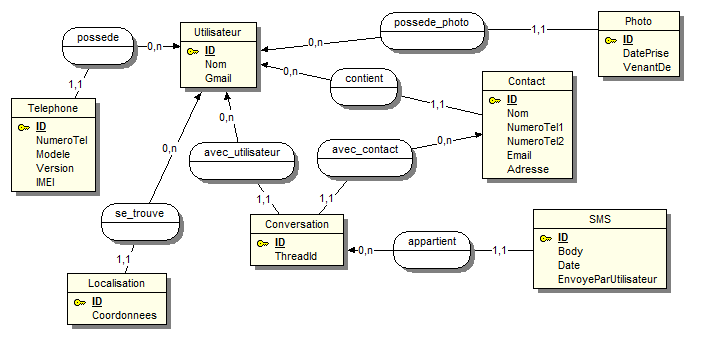 possede
0,n
1,1
Utilisateur
ID
Nom
Gmail
possede_photo
0,n
1,1
Photo
ID
DatePrise
VenantDe
contient
0,n
1,1
Contact
ID
Nom
NumeroTel1
NumeroTel2
Email
Adresse
Telephone
ID
NumeroTel
Modele
Version
IMEI
0,n
avec_utilisateur
0,n
1,1
avec_contact
0,n
1,1
se_trouve
1,1
Conversation
ID
ThreadId
appartient
0,n
1,1
SMS
ID
Body
Date
EnvoyeParUtilisateur
Localisation
ID
Coordonnees